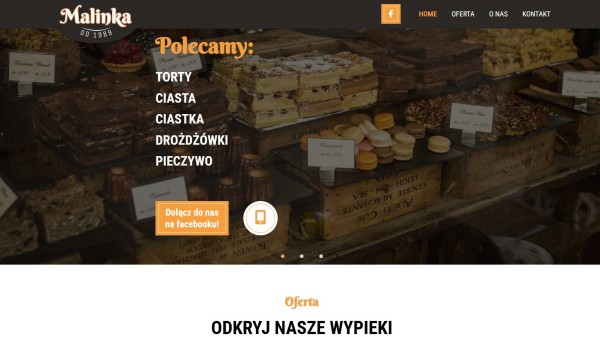 Malinka
OD 1989
HOME
OFERTA
O NAS
KONTAKT
Polecamy:
TORTY
CIASTA
CIASTKA
DROŻDŻÓWKI
PIECZYWO
Dołącz do nas
na facebooku!
Oferta
ODKRYJ NASZE WYPIEKI